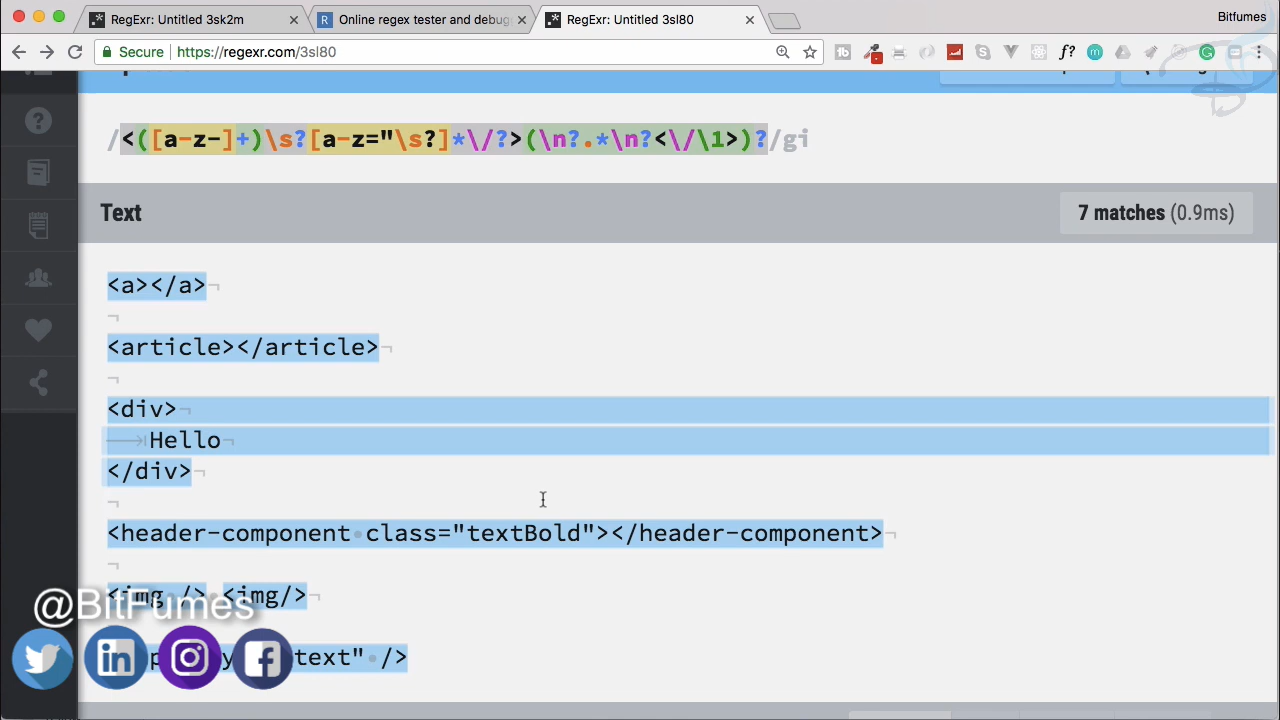 RegExr: Untitled 3sk2m
Online regex tester and debug
RegExr: Untitled 3sl80
Bitfumes
Secure
https://regexr.com/3sl80
/<([a-z-]+)\s?[a-z="\s?]*\/?>(\n?.*\n?<\/\1>)?/gi
Text
7 matches (0.9ms)
<a></a>
<article></article>
<div>
Hello
</div>
<header-component class="textBold"></header-component>
<img /> <img/>
@BitFumes
text" />